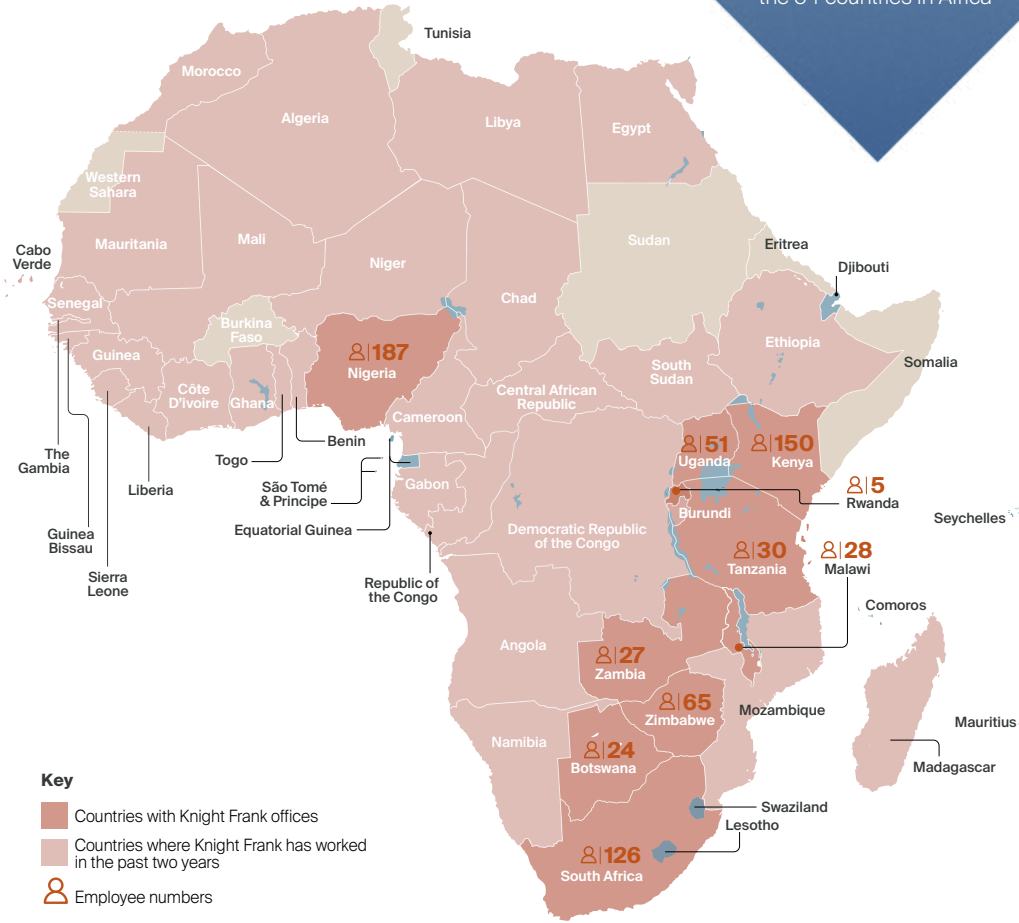 Tunisia
Morocco
Algeria
Libya
Egypt
Western
Sahara
Mauritania
Mali
Niger
Chad
Sudan
Eritrea
Djibouti
Cabo
Verde
Senegal
Burkina
Faso
187
Nigeria
Guinea
Côte
D'ivoire
Ghana
Central African
Republic
South
Sudan
Ethiopia
Somalia
Cameroon
51
Uganda
150
Kenya
The
Gambia
Guinea
Bissau
Sierra
Leone
Liberia
Togo
Benin
São Tomé
& Principe
Equatorial Guinea
Gabon
Republic of
the Congo
Democratic Republic
of the Congo
Burundi
5
Rwanda
Seychelles
30
Tanzania
28
Malawi
Comoros
Angola
27
Zambia
65
Zimbabwe
Mozambique
Mauritius
Madagascar
Namibia
24
Botswana
Swaziland
Lesotho
126
South Africa
Key
Countries with Knight Frank offices
Countries where Knight Frank has worked
in the past two years
Employee numbers